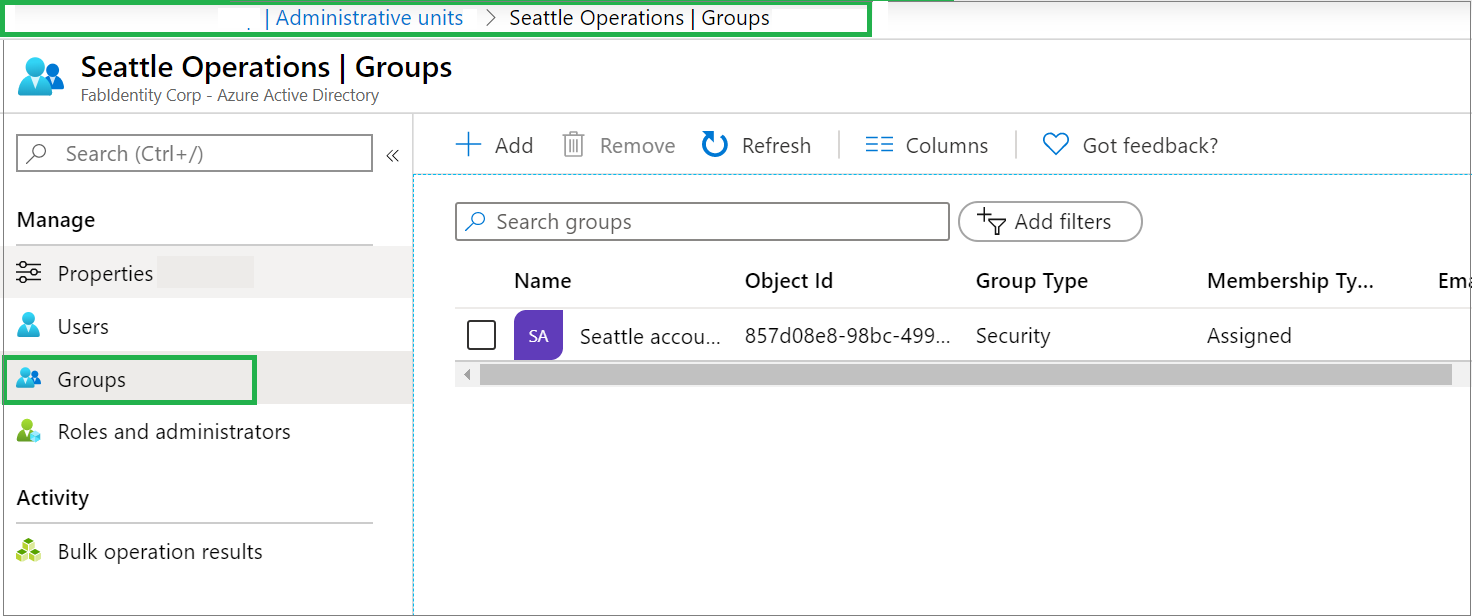 | Administrative units > Seattle Operations | Groups
Seattle Operations | Groups
FabIdentity Corp - Azure Active Directory
Search (Ctrl+/) «
Add Remove Refresh Columns Got feedback?
Manage
Properties
Users
Groups
Roles and administrators
Activity
Bulk operation results
Search groups Add filters
Name Object Id Group Type Membership Ty... Ema
SA Seattle accou... 857d08e8-98bc-499... Security Assigned